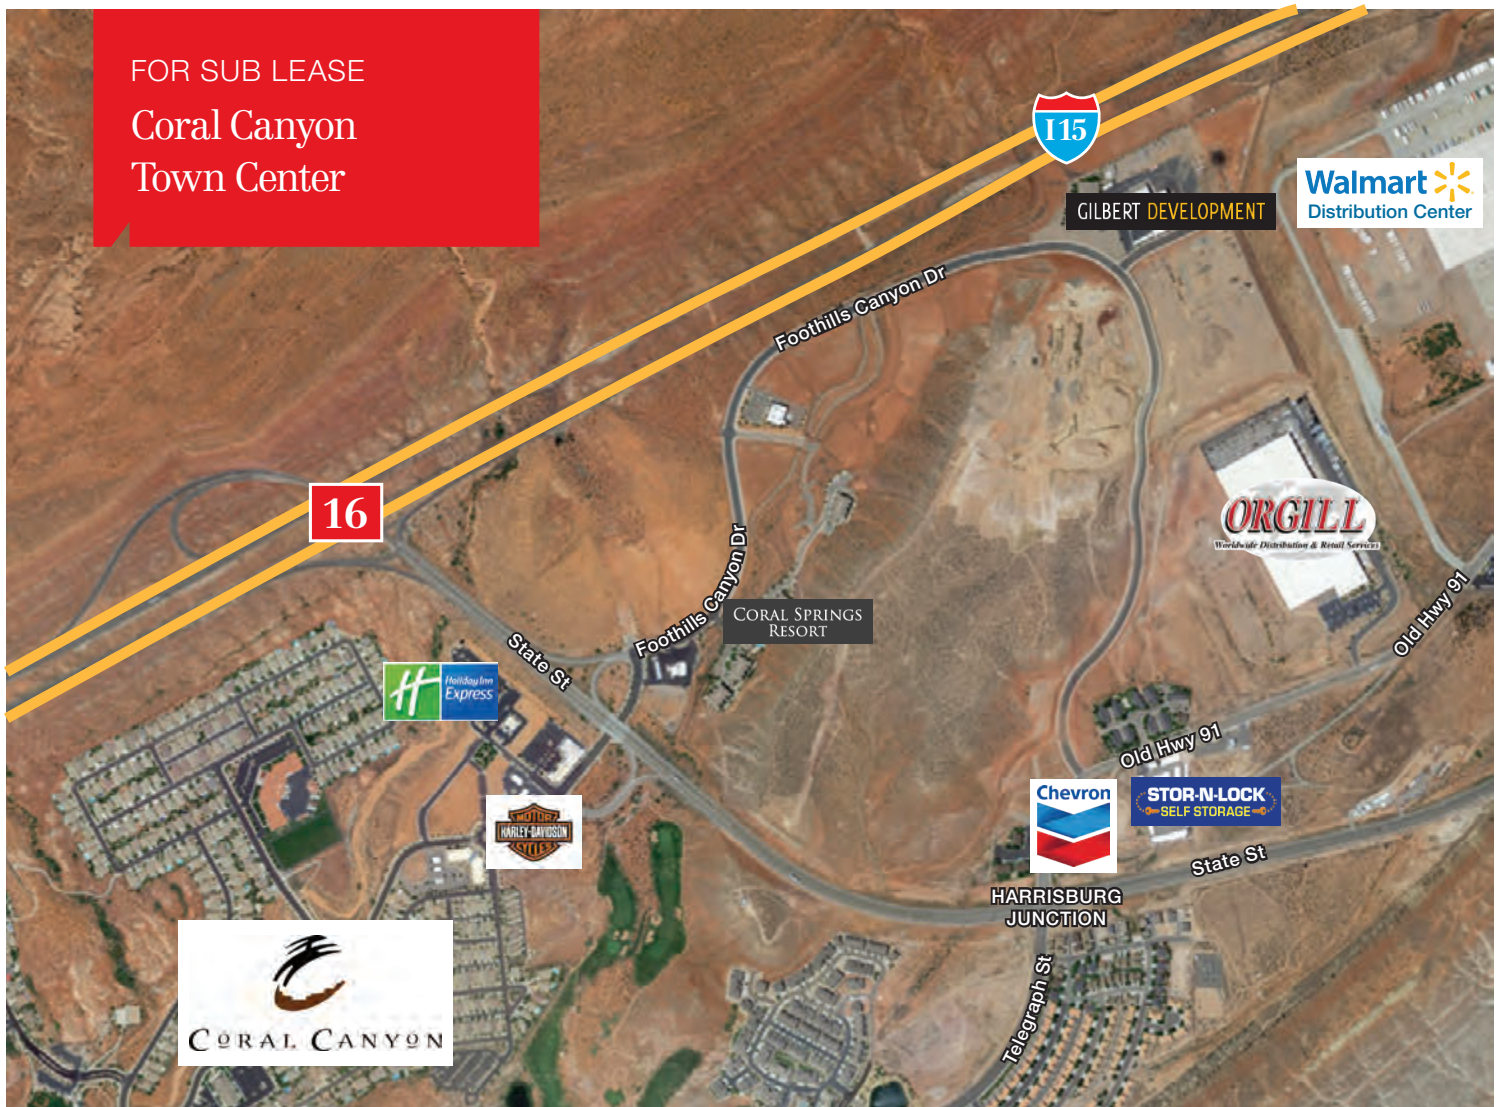 FOR SUB LEASE
Coral Canyon
Town Center
I 15
Walmart
Distribution Center
GILBERT DEVELOPMENT
Foothills Canyon Dr
16
ORGILL
Worldwide Distribution & Retail Services
Foothills Canyon Dr
CORAL SPRINGS
RESORT
Old Hwy 91
State St
Holiday Inn
Express
Old Hwy 91
Chevron
STOR-N-LOCK
SELF STORAGE
MOTOR
HARLEY-DAVIDSON
CYCLES
State St
HARRISBURG
JUNCTION
Telegraph St
CORAL CANYON